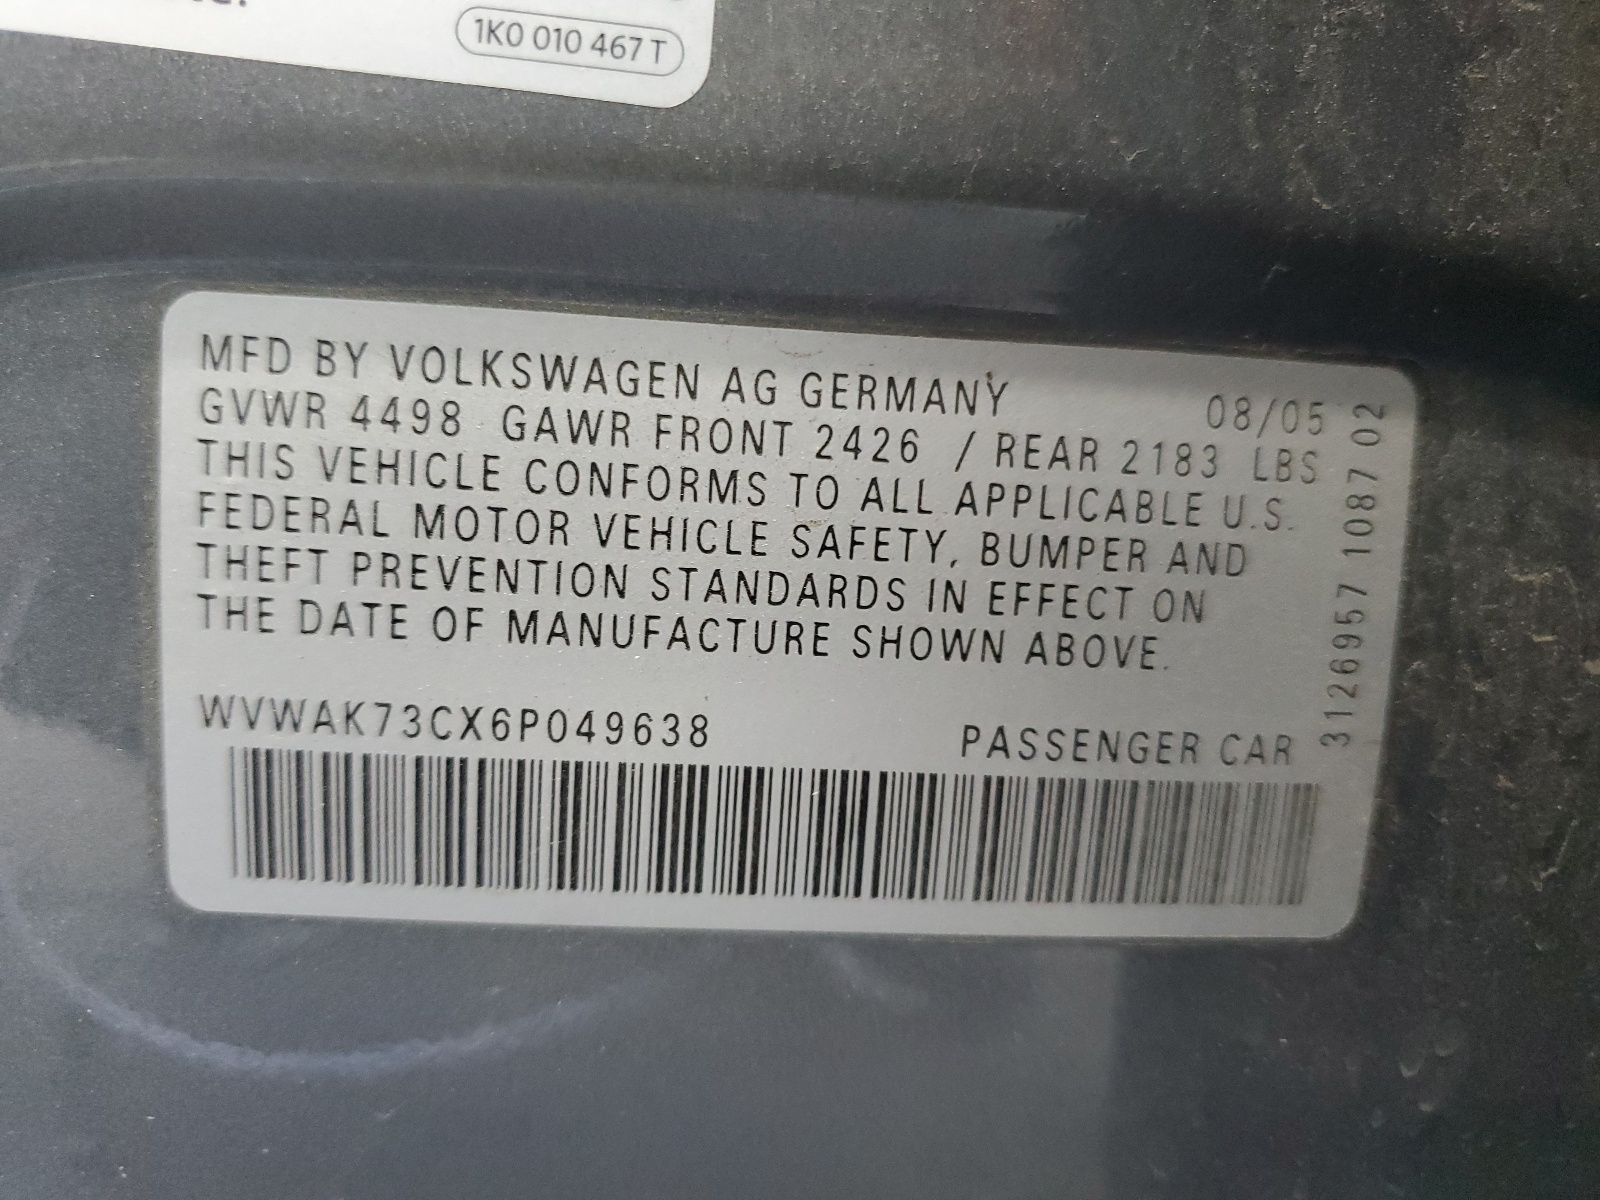 1K0 010 467 T
MFD BY VOLKSWAGEN AG GERMANY 08/05
GVWR 4498 GAWR FRONT 2426 / REAR 2183 LBS
THIS VEHICLE CONFORMS TO ALL APPLICABLE U.S.
FEDERAL MOTOR VEHICLE SAFETY, BUMPER AND
THEFT PREVENTION STANDARDS IN EFFECT ON
THE DATE OF MANUFACTURE SHOWN ABOVE.
WVWAK73CX6P049638 PASSENGER CAR
3126957 1087 02